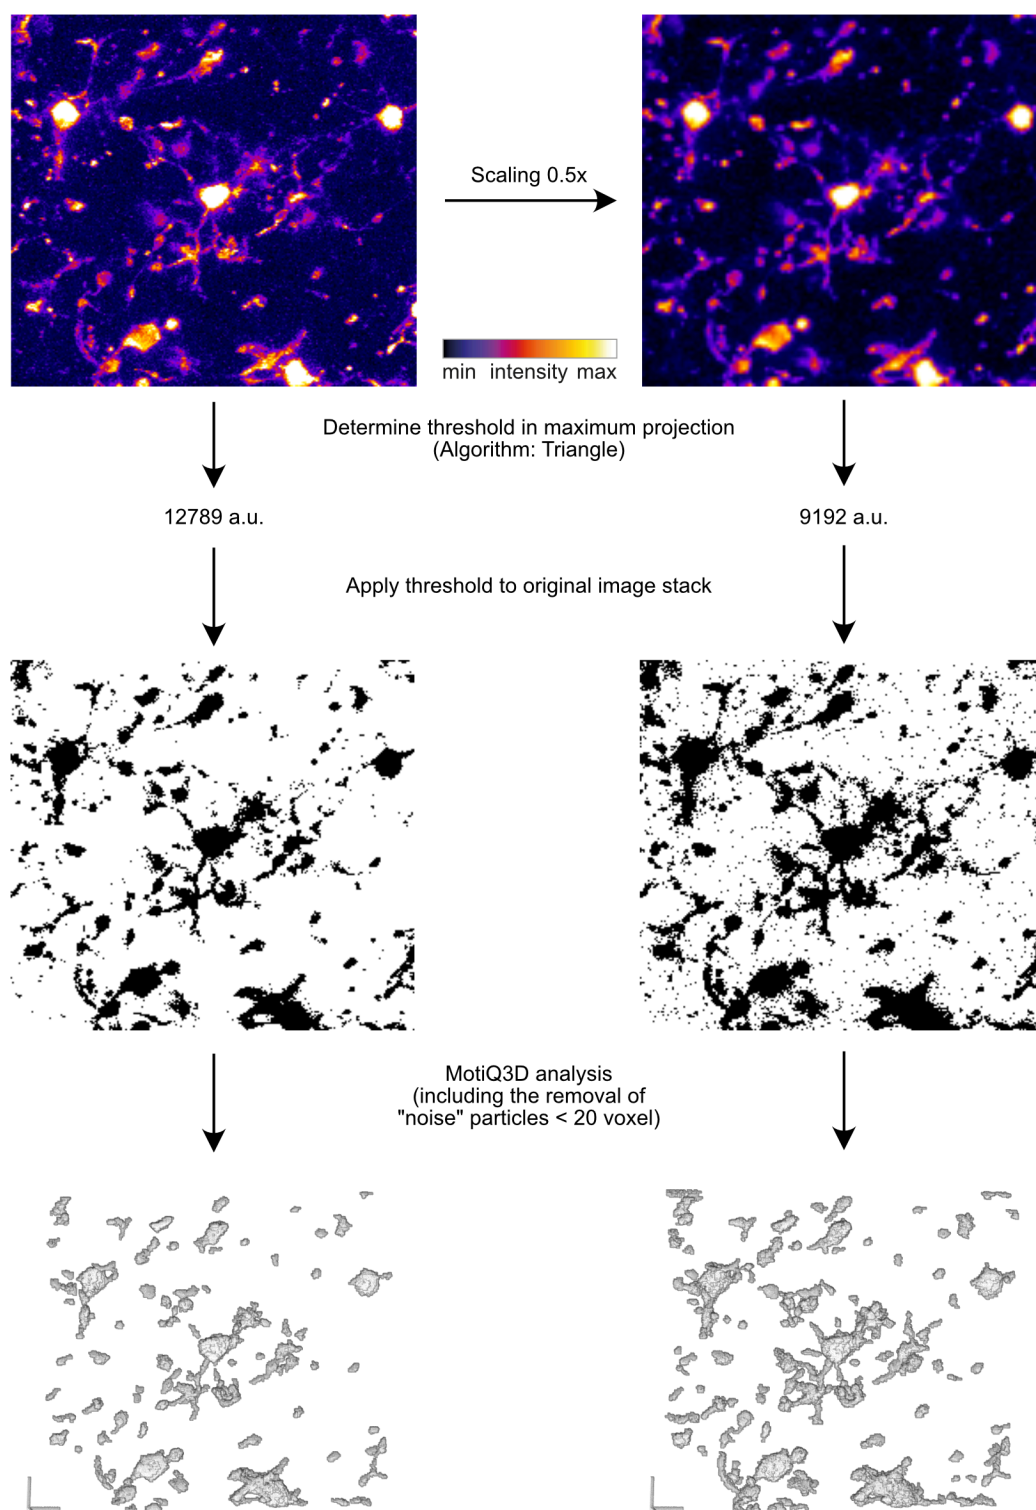 Scaling 0.5x
min intensity max
Determine threshold in maximum projection
(Algorithm: Triangle)
12789 a.u.
9192 a.u.
Apply threshold to original image stack
MotiQ3D analysis
(including the removal of
"noise" particles < 20 voxel)